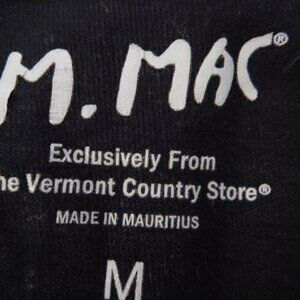 M. MAC®
Exclusively From
he Vermont Country Store®
MADE IN MAURITIUS
M